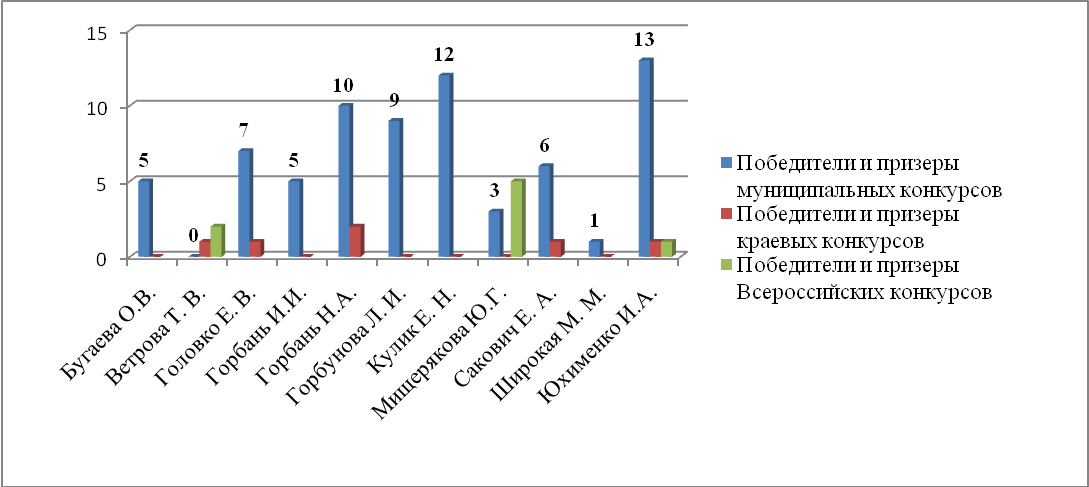 15
10
5
0
5
0
7
5
10
9
12
3
6
1
13
Бугаева О.В.
Ветрова Т. В.
Головко Е. В.
Горбань И.И.
Горбань Н.А.
Горбунова Л. И.
Кулик Е. Н.
Мищерякова Ю.Г.
Сакович Е. А.
Широкая М. М.
Юхименко И.А.
Победители и призеры
муниципальных конкурсов
Победители и призеры
краевых конкурсов
Победители и призеры
Всероссийских конкурсов